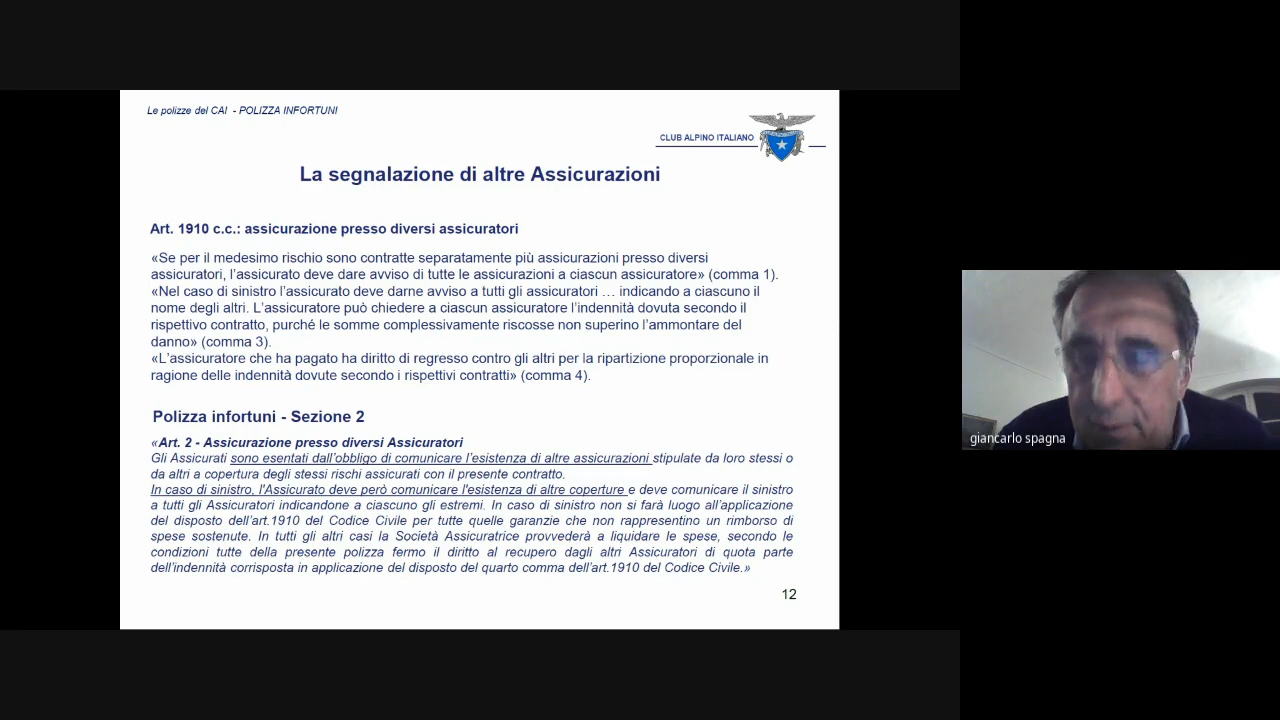 Le polizze del CAI - POLIZZA INFORTUNI
CLUB ALPINO ITALIANO
La segnalazione di altre Assicurazioni
Art. 1910 c.c.: assicurazione presso diversi assicuratori
«Se per il medesimo rischio sono contratte separatamente più assicurazioni presso diversi
assicuratori, l’assicurato deve dare avviso di tutte le assicurazioni a ciascun assicuratore» (comma 1).
«Nel caso di sinistro l’assicurato deve darne avviso a tutti gli assicuratori … indicando a ciascuno il
nome degli altri. L’assicuratore può chiedere a ciascun assicuratore l’indennità dovuta secondo il
rispettivo contratto, purché le somme complessivamente riscosse non superino l’ammontare del
danno» (comma 3).
«L’assicuratore che ha pagato ha diritto di regresso contro gli altri per la ripartizione proporzionale in
ragione delle indennità dovute secondo i rispettivi contratti» (comma 4).
Polizza infortuni - Sezione 2
«Art. 2 - Assicurazione presso diversi Assicuratori
Gli Assicurati sono esentati dall’obbligo di comunicare l’esistenza di altre assicurazioni stipulate da loro stessi o
da altri a copertura degli stessi rischi assicurati con il presente contratto.
In caso di sinistro, l'Assicurato deve però comunicare l'esistenza di altre coperture e deve comunicare il sinistro
a tutti gli Assicuratori indicandone a ciascuno gli estremi. In caso di sinistro non si farà luogo all’applicazione
del disposto dell’art.1910 del Codice Civile per tutte quelle garanzie che non rappresentino un rimborso di
spese sostenute. In tutti gli altri casi la Società Assicuratrice provvederà a liquidare le spese, secondo le
condizioni tutte della presente polizza fermo il diritto al recupero dagli altri Assicuratori di quota parte
dell’indennità corrisposta in applicazione del disposto del quarto comma dell’art.1910 del Codice Civile.»
12
giancarlo spagna